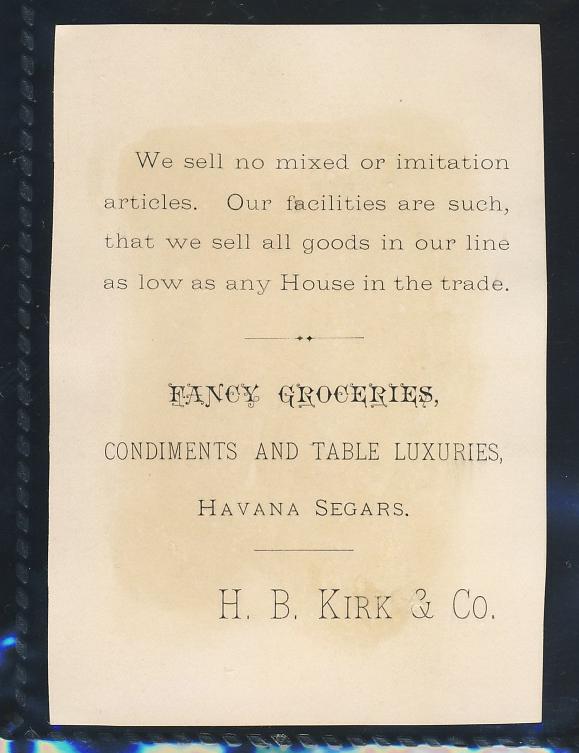 We sell no mixed or imitation
articles. Our facilities are such,
that we sell all goods in our line
as low as any House in the trade.
FANCY GROCERIES,
CONDIMENTS AND TABLE LUXURIES,
HAVANA SEGARS.
H. B. KIRK & CO.